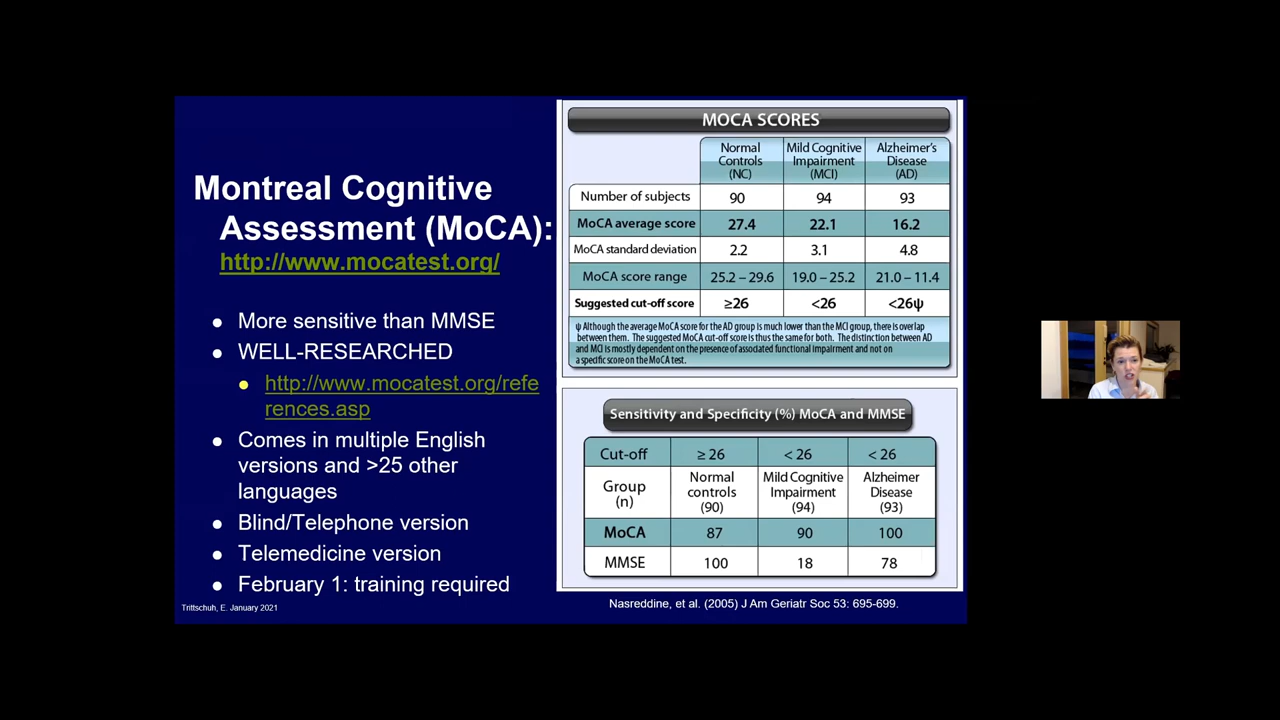 Montreal Cognitive
Assessment (MoCA):
http://www.mocatest.org/
More sensitive than MMSE
WELL-RESEARCHED
http://www.mocatest.org/refe
rences.asp
Comes in multiple English
versions and >25 other
languages
Blind/Telephone version
Telemedicine version
February 1: training required
Trittschuh, E. January 2021
MOCA SCORES
Normal Controls (NC) Mild Cognitive Impairment (MCI) Alzheimer's Disease (AD)
Number of subjects 90 94 93
MoCA average score 27.4 22.1 16.2
MoCA standard deviation 2.2 3.1 4.8
MoCA score range 25.2 – 29.6 19.0 – 25.2 21.0 – 11.4
Suggested cut-off score ≥26 <26 <26ψ
ψ Although the average MoCA score for the AD group is much lower than the MCI group, there is overlap
between them. The suggested MoCA cut-off score is thus the same for both. The distinction between AD
and MCI is mostly dependent on the presence of associated functional impairment and not on
a specific score on the MoCA test.
Sensitivity and Specificity (%) MoCA and MMSE
Cut-off ≥ 26 < 26 < 26
Group (n) Normal controls (90) Mild Cognitive Impairment (94) Alzheimer Disease (93)
MoCA 87 90 100
MMSE 100 18 78
Nasreddine, et al. (2005) J Am Geriatr Soc 53: 695-699.